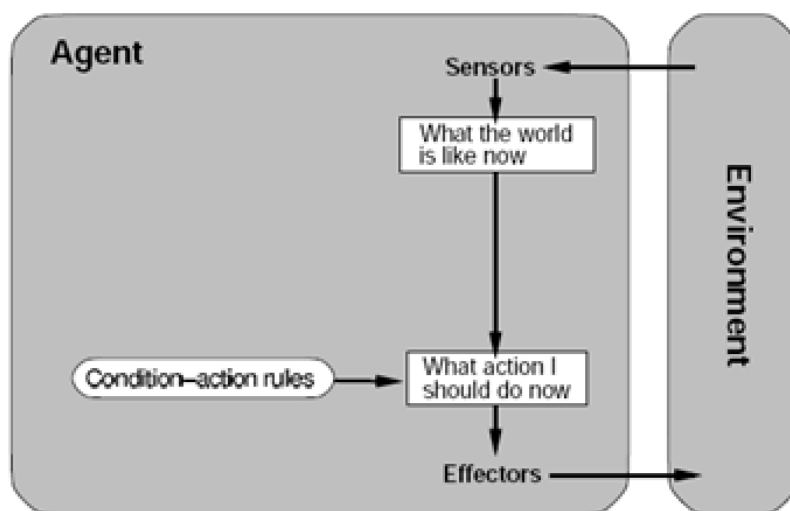 Agent
Sensors
What the world
is like now
Environment
Condition–action rules
What action I
should do now
Effectors